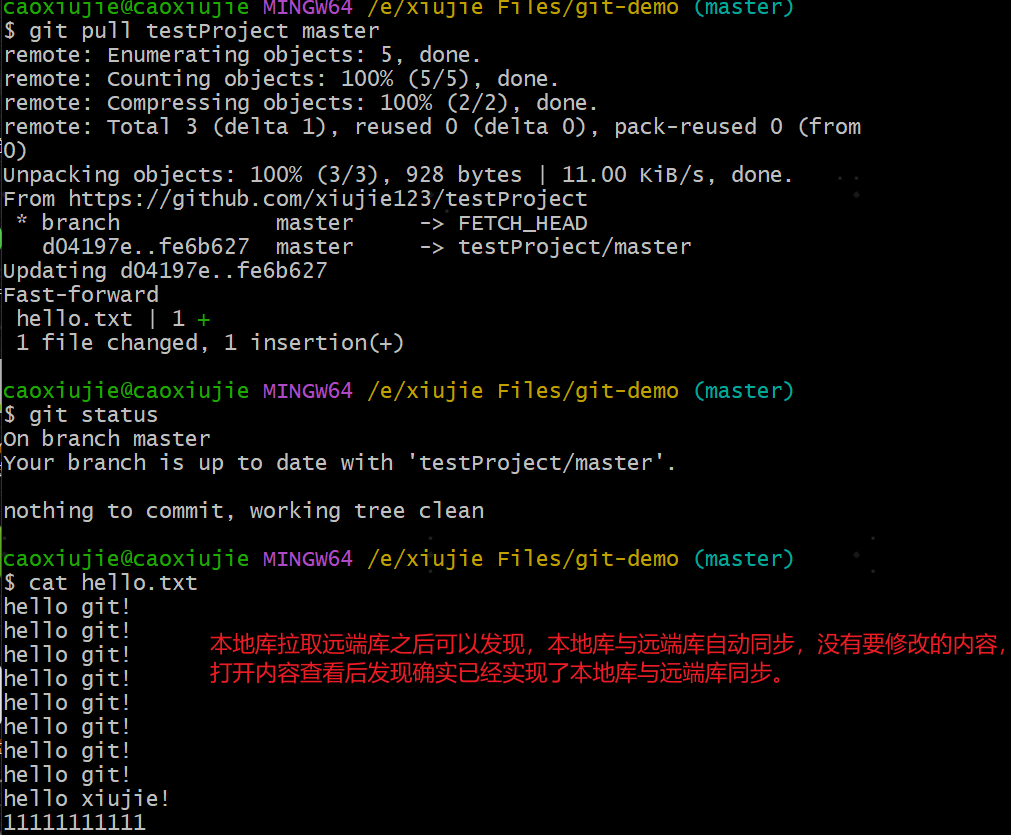 caoxiujie@caoxiujie MINGW64 /e/xiujie Files/git-demo (master)
$ git pull testProject master
remote: Enumerating objects: 5, done.
remote: Counting objects: 100% (5/5), done.
remote: Compressing objects: 100% (2/2), done.
remote: Total 3 (delta 1), reused 0 (delta 0), pack-reused 0 (from
0)
Unpacking objects: 100% (3/3), 928 bytes | 11.00 KiB/s, done.
From https://github.com/xiujie123/testProject
 * branch            master     -> FETCH_HEAD
   d04197e..fe6b627  master     -> testProject/master
Updating d04197e..fe6b627
Fast-forward
 hello.txt | 1 +
 1 file changed, 1 insertion(+)
caoxiujie@caoxiujie MINGW64 /e/xiujie Files/git-demo (master)
$ git status
On branch master
Your branch is up to date with 'testProject/master'.
nothing to commit, working tree clean
caoxiujie@caoxiujie MINGW64 /e/xiujie Files/git-demo (master)
$ cat hello.txt
hello git!
hello git!
hello git!
hello git!
hello git!
hello git!
hello git!
hello git!
hello xiujie!
11111111111
本地库拉取远端库之后可以发现，本地库与远端库自动同步，没有要修改的内容，
打开内容查看后发现确实已经实现了本地库与远端库同步。